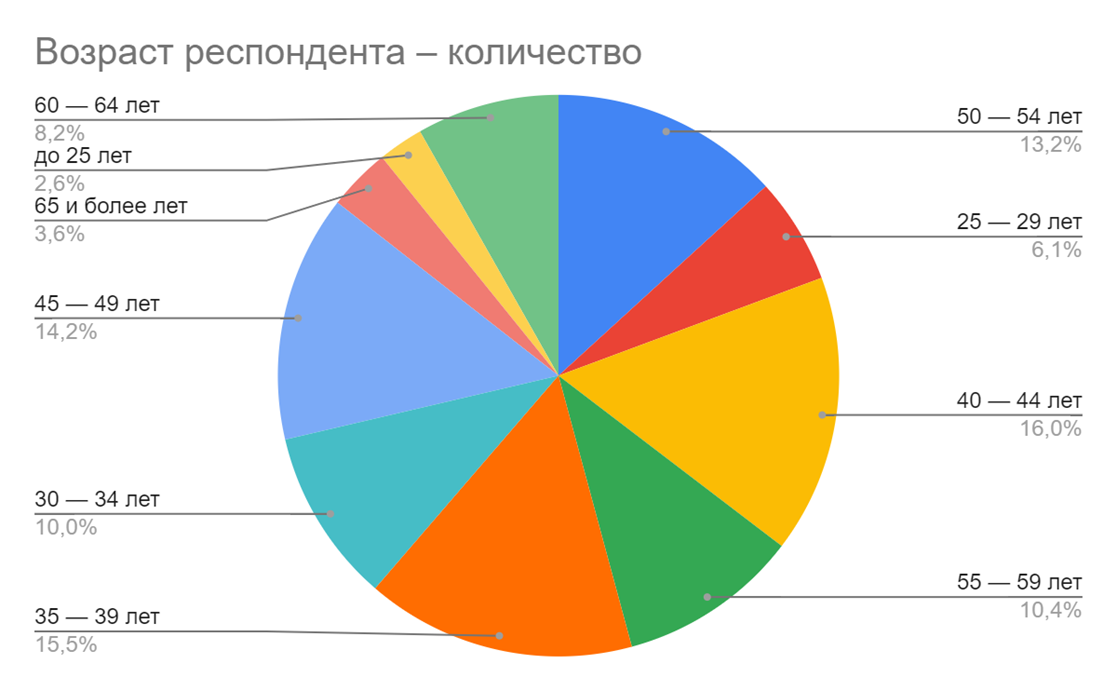 Возраст респондента – количество
60 — 64 лет
8,2%
до 25 лет
2,6%
65 и более лет
3,6%
45 — 49 лет
14,2%
30 — 34 лет
10,0%
35 — 39 лет
15,5%
50 — 54 лет
13,2%
25 — 29 лет
6,1%
40 — 44 лет
16,0%
55 — 59 лет
10,4%